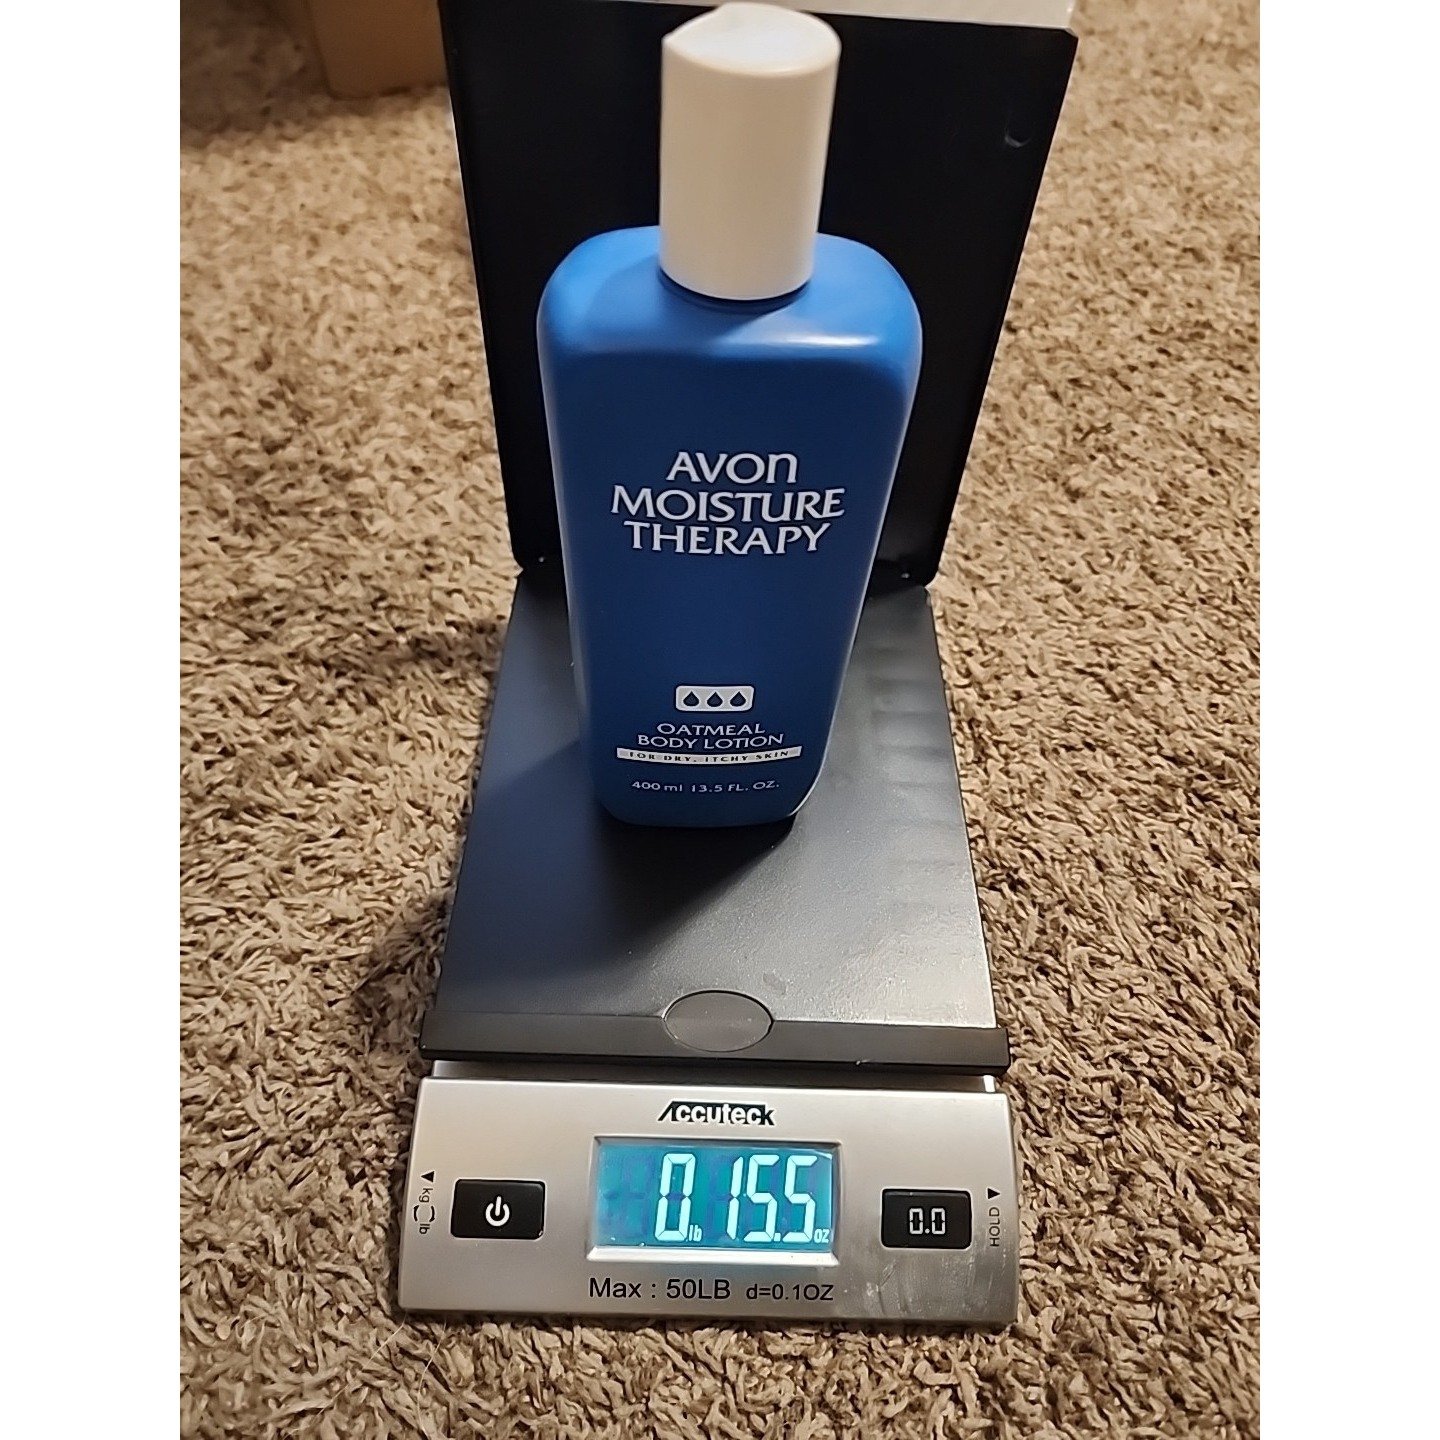 AVON
MOISTURE
THERAPY
OATMEAL
BODY LOTION
FOR DRY, ITCHY SKIN
400 ml 13.5 FL. OZ.
Accuteck
kg lb
0 lb 15.5 oz
0.0
HOLD
Max : 50LB d=0.1OZ